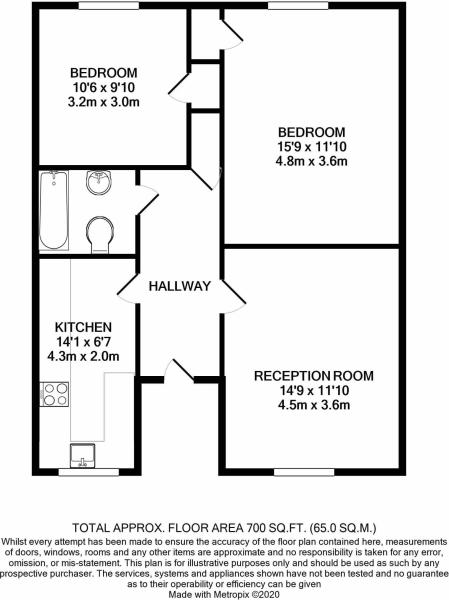 BEDROOM
10'6 x 9'10
3.2m x 3.0m
BEDROOM
15'9 x 11'10
4.8m x 3.6m
HALLWAY
KITCHEN
14'1 x 6'7
4.3m x 2.0m
RECEPTION ROOM
14'9 x 11'10
4.5m x 3.6m
TOTAL APPROX. FLOOR AREA 700 SQ.FT. (65.0 SQ.M.)
Whilst every attempt has been made to ensure the accuracy of the floor plan contained here, measurements
of doors, windows, rooms and any other items are approximate and no responsibility is taken for any error,
omission, or mis-statement. This plan is for illustrative purposes only and should be used as such by any
prospective purchaser. The services, systems and appliances shown have not been tested and no guarantee
as to their operability or efficiency can be given
Made with Metropix ©2020